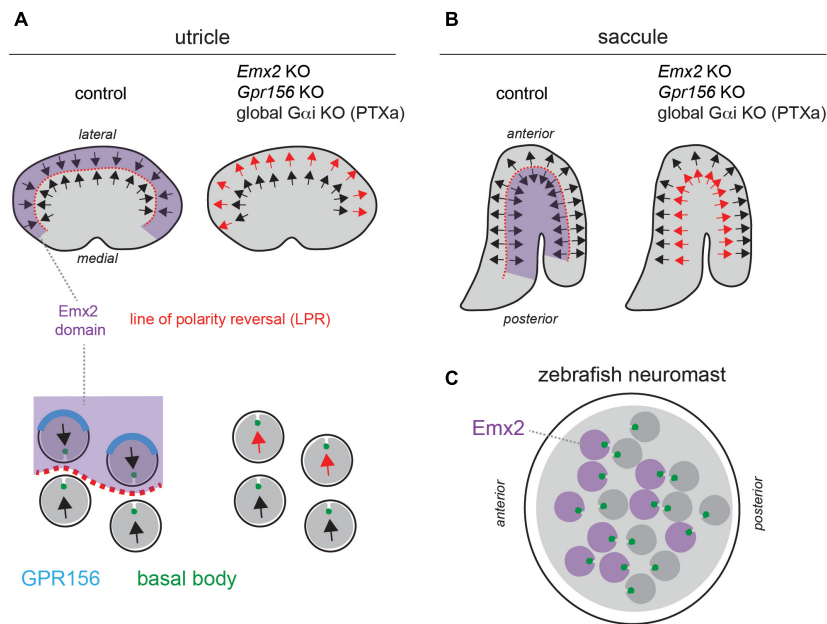 A
utricle
control
Emx2 KO
Gpr156 KO
global Gαi KO (PTXa)
lateral
medial
Emx2
domain
line of polarity reversal (LPR)
GPR156
basal body
B
saccule
control
Emx2 KO
Gpr156 KO
global Gαi KO (PTXa)
anterior
posterior
C
zebrafish neuromast
Emx2
anterior
posterior